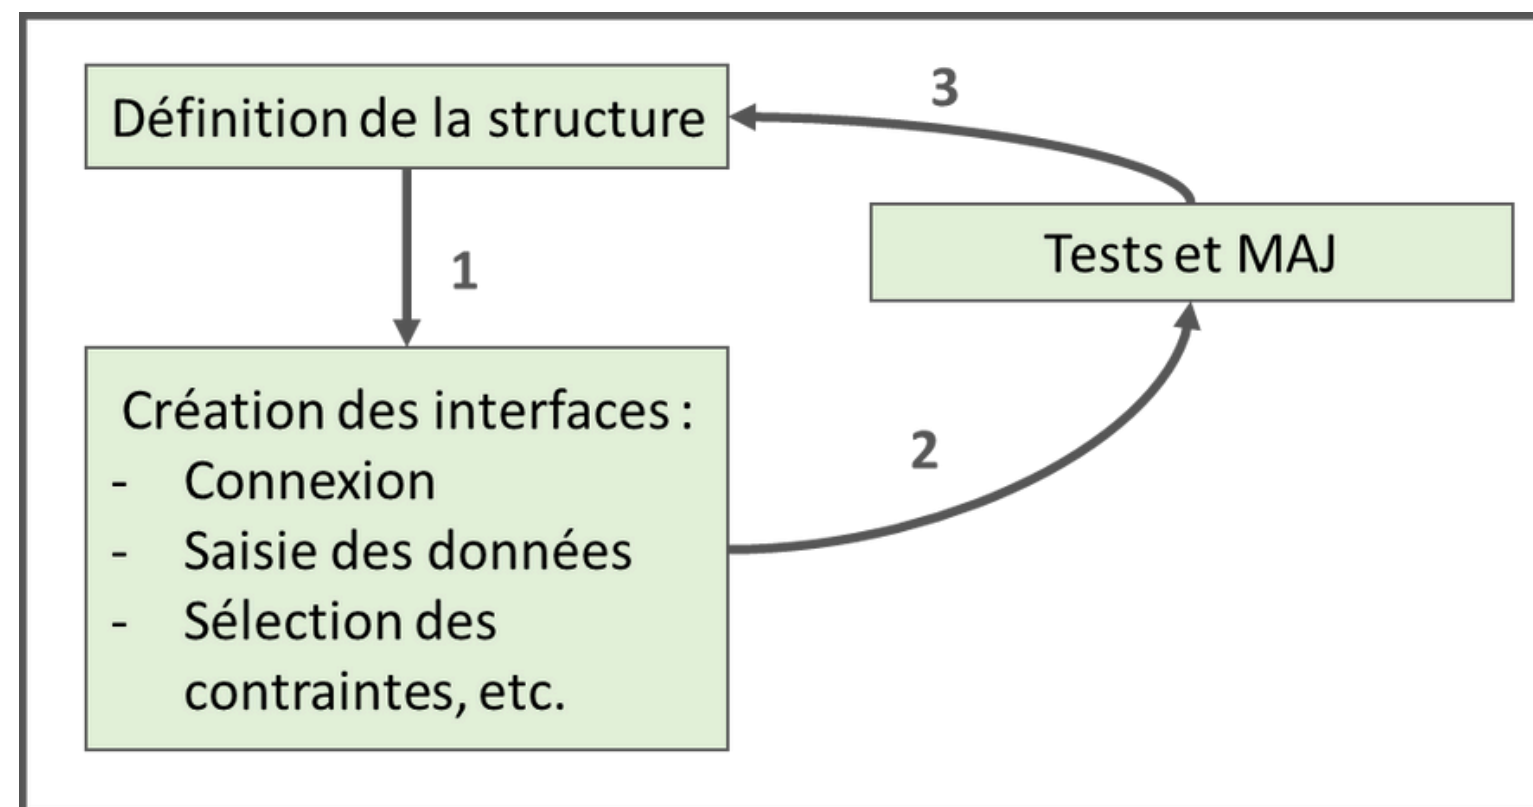 Définition de la structure
3
Tests et MAJ
1
Création des interfaces :
- Connexion
- Saisie des données
- Sélection des
contraintes, etc.
2